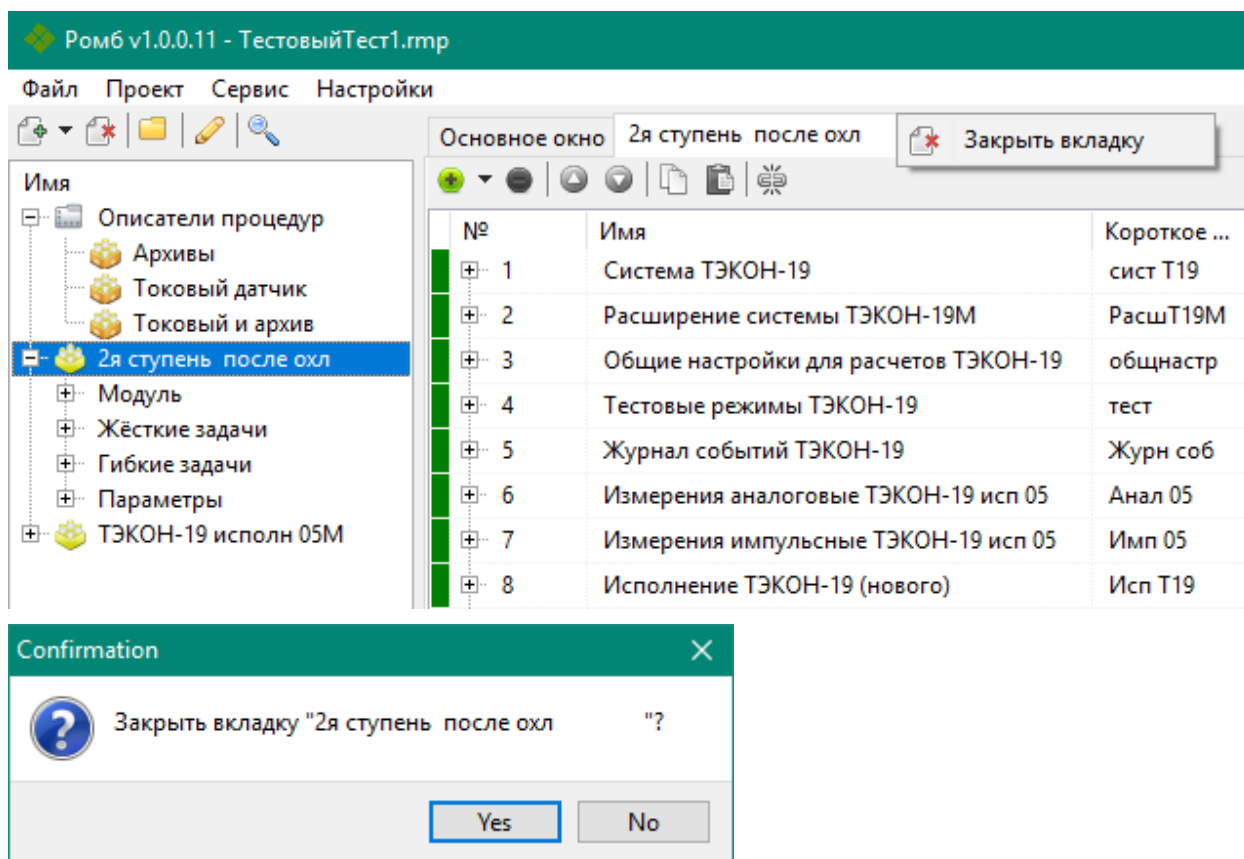 Ромб v1.0.0.11 - ТестовыйТест1.rmp
Файл Проект Сервис Настройки
Основное окно 2я ступень  после охл Закрыть вкладку
Имя
Описатели процедур
Архивы
Токовый датчик
Токовый и архив
2я ступень  после охл
Модуль
Жёсткие задачи
Гибкие задачи
Параметры
ТЭКОН-19 исполн 05М
№ Имя Короткое ...
1 Система ТЭКОН-19 сист Т19
2 Расширение системы ТЭКОН-19М РасшТ19М
3 Общие настройки для расчетов ТЭКОН-19 общнастр
4 Тестовые режимы ТЭКОН-19 тест
5 Журнал событий ТЭКОН-19 Журн соб
6 Измерения аналоговые ТЭКОН-19 исп 05 Анал 05
7 Измерения импульсные ТЭКОН-19 исп 05 Имп 05
8 Исполнение ТЭКОН-19 (нового) Исп Т19
Confirmation
Закрыть вкладку "2я ступень  после охл             "?
Yes No